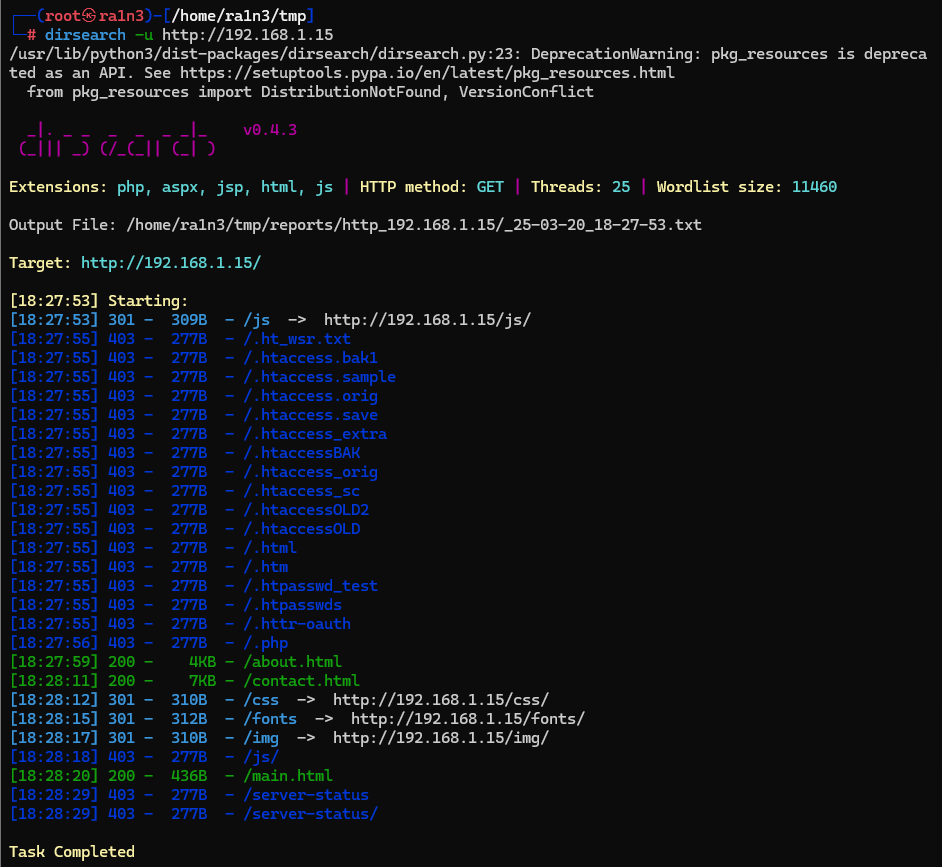 ┌──(root㉿ra1n3)-[/home/ra1n3/tmp]
└─# dirsearch -u http://192.168.1.15
/usr/lib/python3/dist-packages/dirsearch/dirsearch.py:23: DeprecationWarning: pkg_resources is depreca
ted as an API. See https://setuptools.pypa.io/en/latest/pkg_resources.html
  from pkg_resources import DistributionNotFound, VersionConflict

  _|. _ _  _  _  _ _|_    v0.4.3
 (_||| _) (/_(_|| (_| )

Extensions: php, aspx, jsp, html, js | HTTP method: GET | Threads: 25 | Wordlist size: 11460

Output File: /home/ra1n3/tmp/reports/http_192.168.1.15/_25-03-20_18-27-53.txt

Target: http://192.168.1.15/

[18:27:53] Starting:
[18:27:53] 301 -  309B  - /js  ->  http://192.168.1.15/js/
[18:27:55] 403 -  277B  - /.ht_wsr.txt
[18:27:55] 403 -  277B  - /.htaccess.bak1
[18:27:55] 403 -  277B  - /.htaccess.sample
[18:27:55] 403 -  277B  - /.htaccess.orig
[18:27:55] 403 -  277B  - /.htaccess.save
[18:27:55] 403 -  277B  - /.htaccess_extra
[18:27:55] 403 -  277B  - /.htaccessBAK
[18:27:55] 403 -  277B  - /.htaccess_orig
[18:27:55] 403 -  277B  - /.htaccess_sc
[18:27:55] 403 -  277B  - /.htaccessOLD2
[18:27:55] 403 -  277B  - /.htaccessOLD
[18:27:55] 403 -  277B  - /.html
[18:27:55] 403 -  277B  - /.htm
[18:27:55] 403 -  277B  - /.htpasswd_test
[18:27:55] 403 -  277B  - /.htpasswds
[18:27:55] 403 -  277B  - /.httr-oauth
[18:27:56] 403 -  277B  - /.php
[18:27:59] 200 -    4KB - /about.html
[18:28:11] 200 -    7KB - /contact.html
[18:28:12] 301 -  310B  - /css  ->  http://192.168.1.15/css/
[18:28:15] 301 -  312B  - /fonts  ->  http://192.168.1.15/fonts/
[18:28:17] 301 -  310B  - /img  ->  http://192.168.1.15/img/
[18:28:18] 403 -  277B  - /js/
[18:28:20] 200 -  436B  - /main.html
[18:28:29] 403 -  277B  - /server-status
[18:28:29] 403 -  277B  - /server-status/

Task Completed